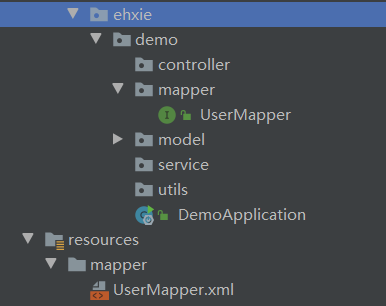 ehxie
demo
controller
mapper
UserMapper
model
service
utils
DemoApplication
resources
mapper
UserMapper.xml